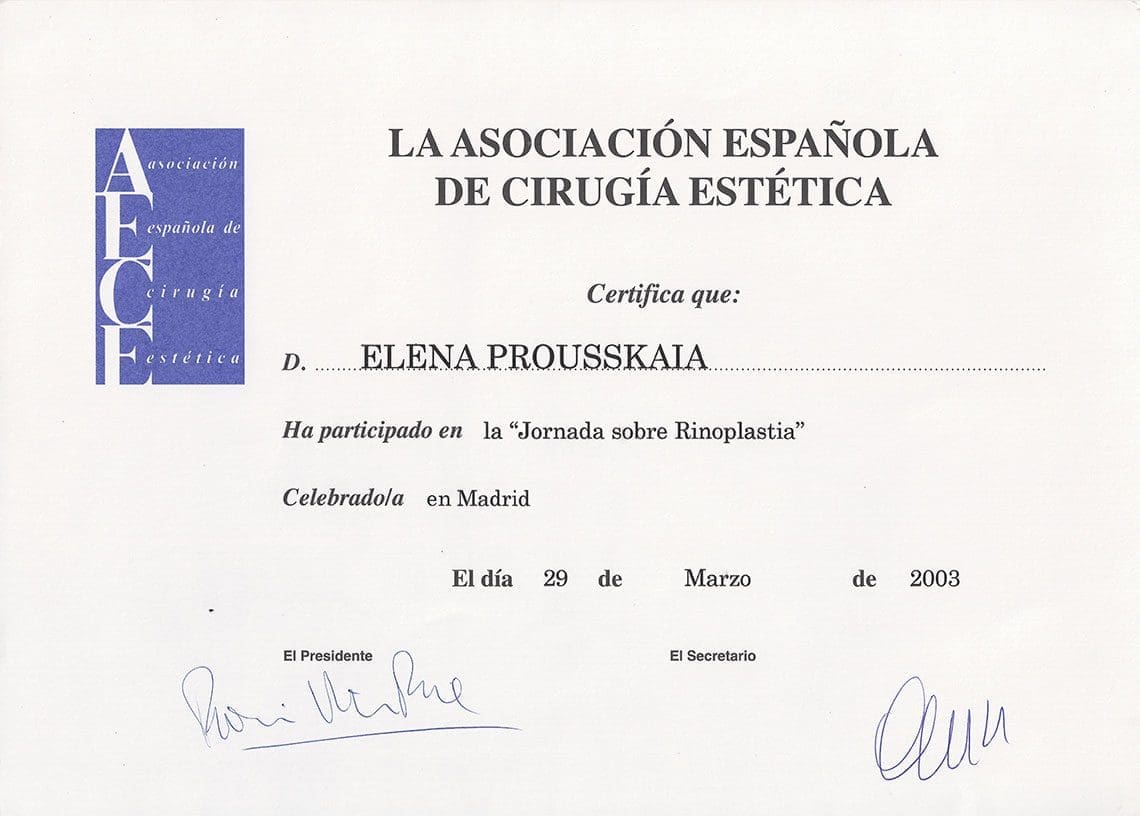 A asociación
E española de
C cirugía
E estética
LA ASOCIACIÓN ESPAÑOLA
DE CIRUGÍA ESTÉTICA
Certifica que:
D. ELENA PROUSSKAIA
Ha participado en la “Jornada sobre Rinoplastia”
Celebrado/a en Madrid
El día 29 de Marzo de 2003
El Presidente El Secretario